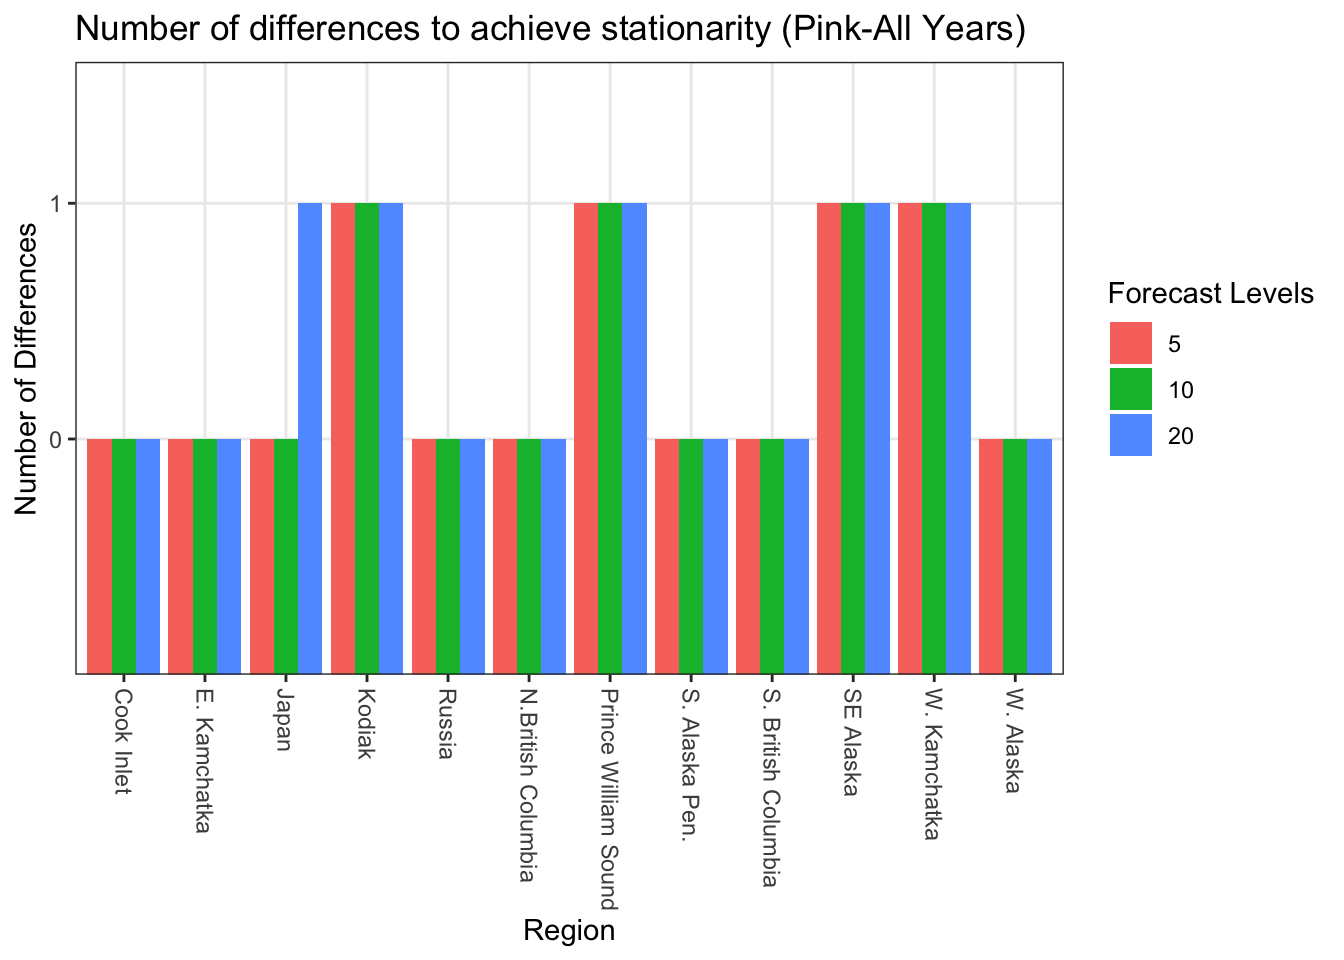 Number of differences to achieve stationarity (Pink-All Years)
Number of Differences
1
0
Cook Inlet
E. Kamchatka
Japan
Kodiak
Russia
N.British Columbia
Prince William Sound
S. Alaska Pen.
S. British Columbia
SE Alaska
W. Kamchatka
W. Alaska
Region
Forecast Levels
5
10
20